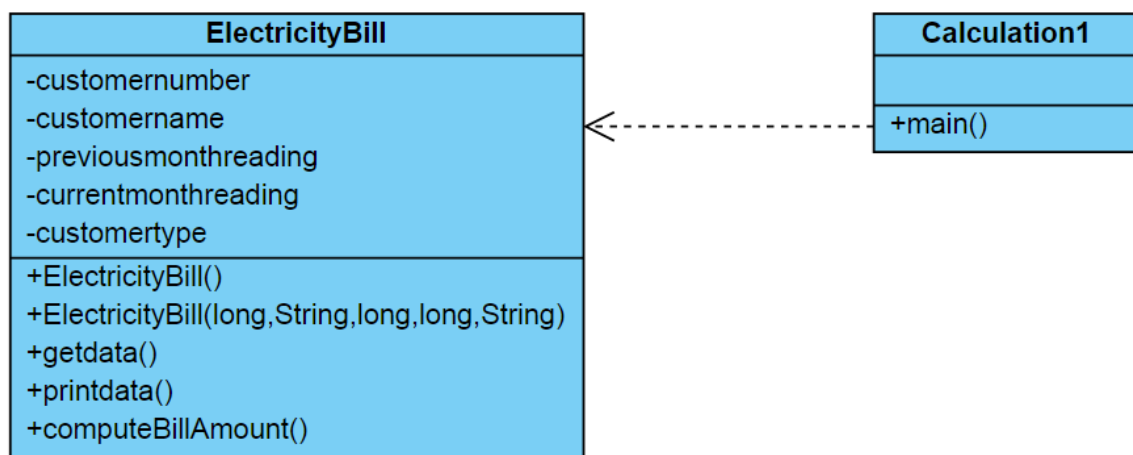 ElectricityBill
-customernumber
-customername
-previousmonthreading
-currentmonthreading
-customertype
+ElectricityBill()
+ElectricityBill(long,String,long,long,String)
+getdata()
+printdata()
+computeBillAmount()
Calculation1
+main()